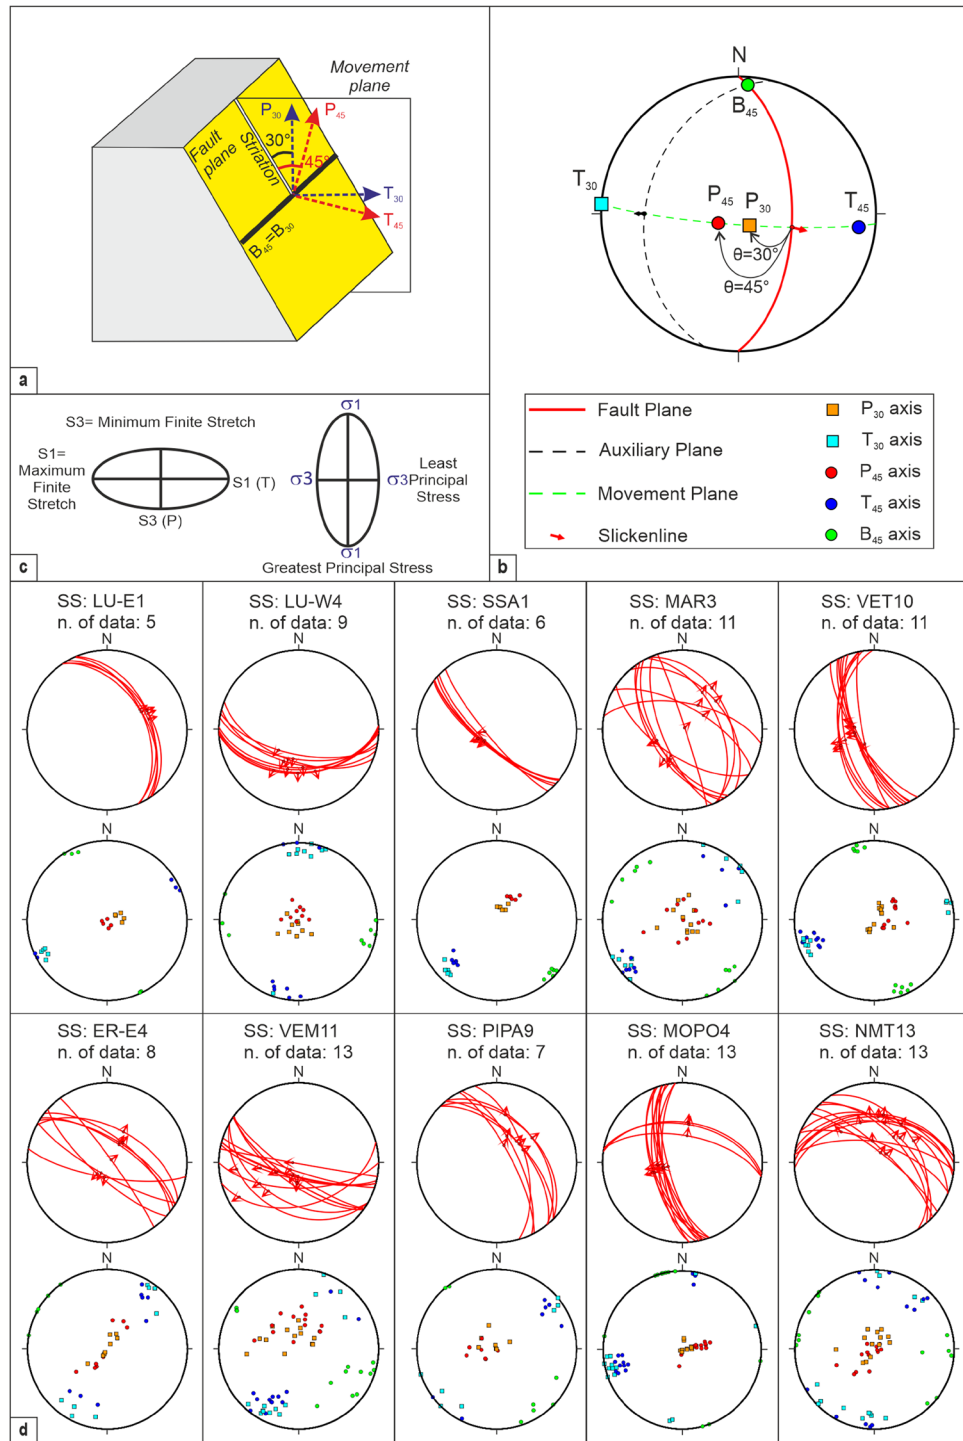 Movement
plane
P30
P45
30°
45°
Fault
plane
Striation
T30
T45
B45=B30
a
N
B45
T30
P45
P30
T45
θ=30°
θ=45°
Fault Plane
Auxiliary Plane
Movement Plane
Slickenline
P30 axis
T30 axis
P45 axis
T45 axis
B45 axis
b
S3= Minimum Finite Stretch
S1=
Maximum
Finite
Stretch
S1 (T)
S3 (P)
σ1
σ3
σ3
Least
Principal
Stress
σ1
Greatest Principal Stress
c
SS: LU-E1
n. of data: 5
N
N
SS: LU-W4
n. of data: 9
N
N
SS: SSA1
n. of data: 6
N
N
SS: MAR3
n. of data: 11
N
N
SS: VET10
n. of data: 11
N
N
SS: ER-E4
n. of data: 8
N
N
SS: VEM11
n. of data: 13
N
N
SS: PIPA9
n. of data: 7
N
N
SS: MOPO4
n. of data: 13
N
N
SS: NMT13
n. of data: 13
N
N
d